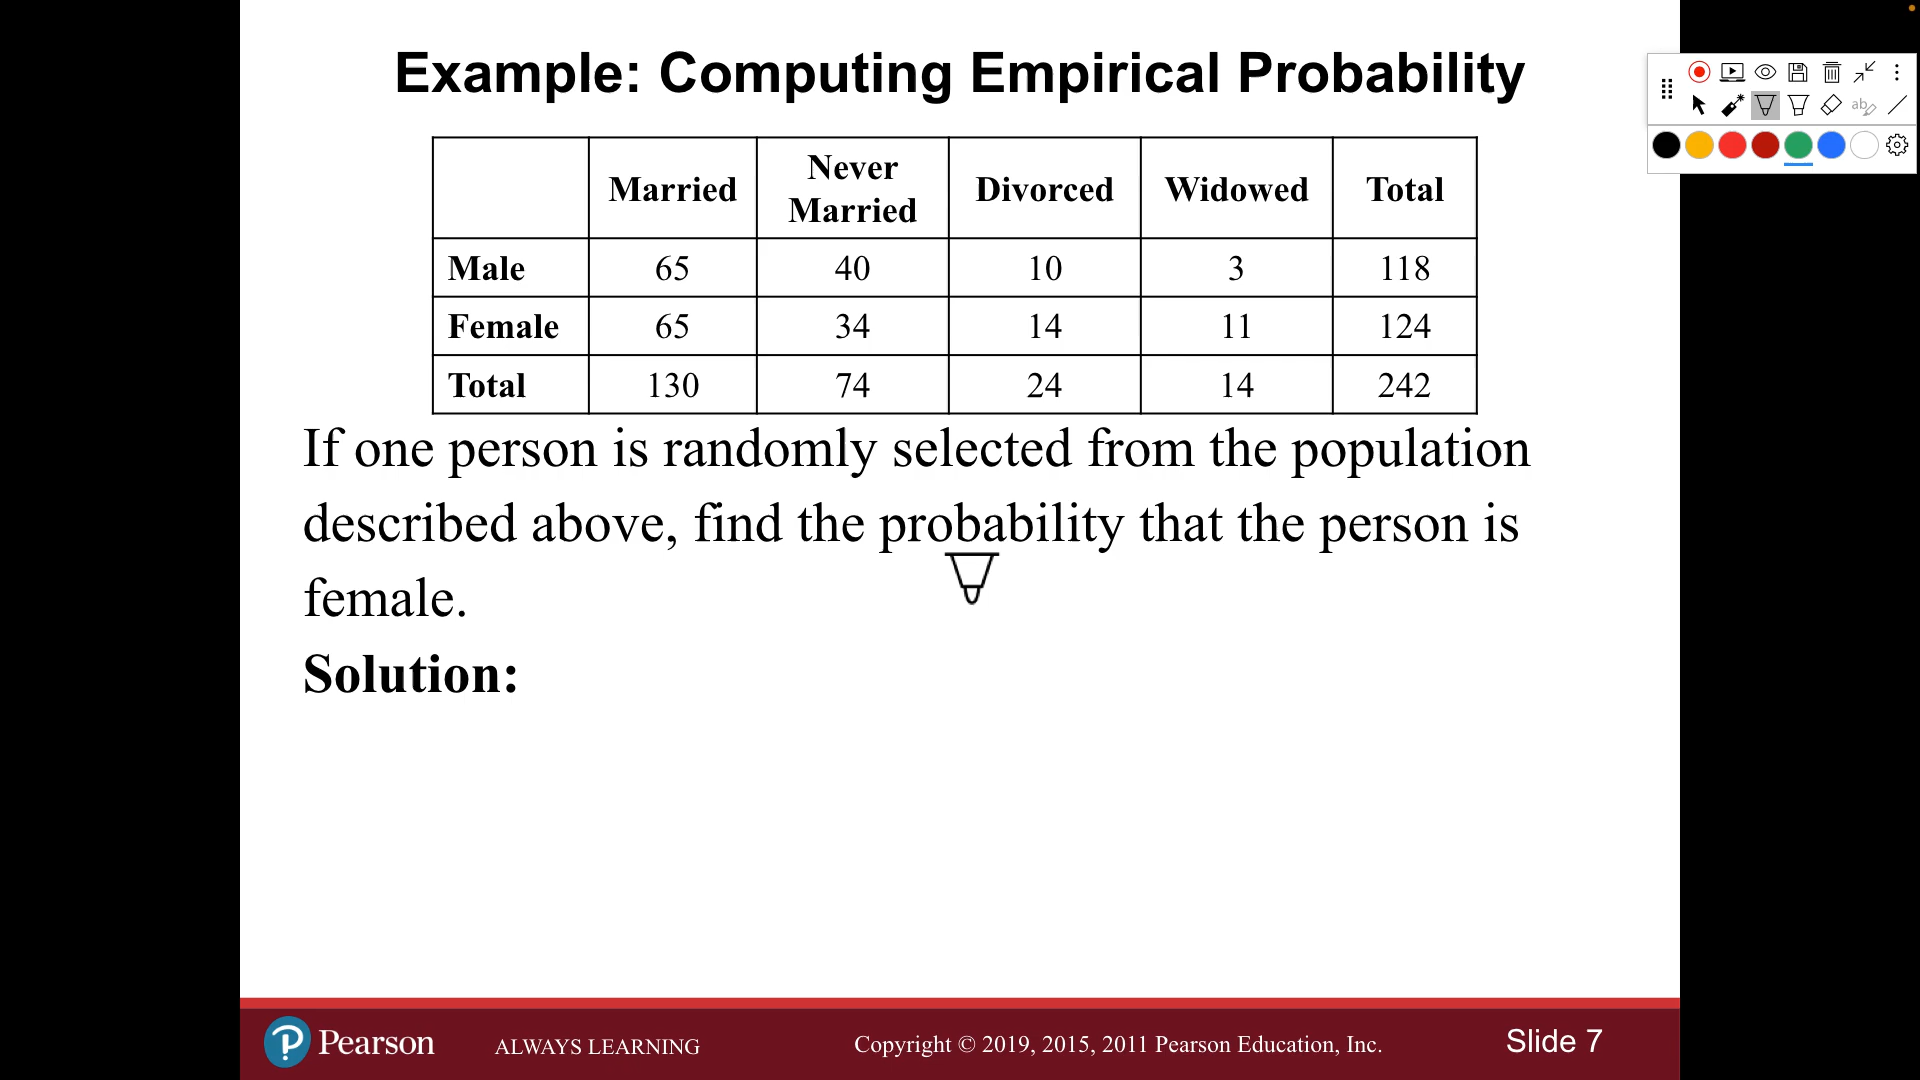 Example: Computing Empirical Probability
Married Never Married Divorced Widowed Total
Male 65 40 10 3 118
Female 65 34 14 11 124
Total 130 74 24 14 242
If one person is randomly selected from the population
described above, find the probability that the person is
female.
Solution:
Pearson ALWAYS LEARNING Copyright © 2019, 2015, 2011 Pearson Education, Inc. Slide 7
ab